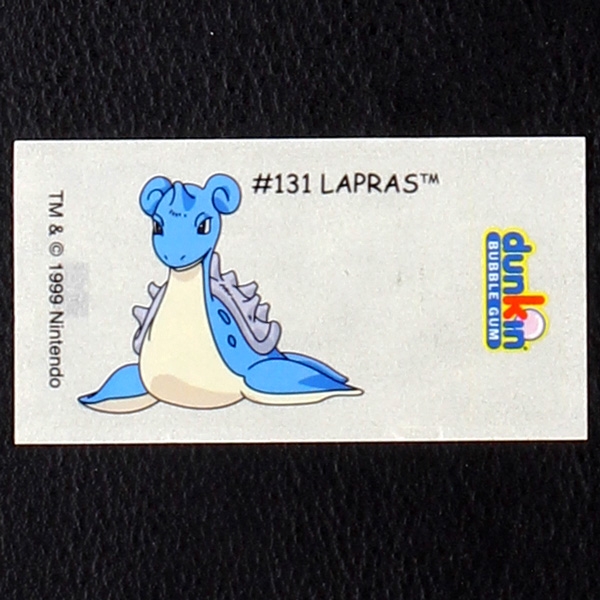 #131 LAPRAS™
TM & © 1999 Nintendo
dunkin
BUBBLE GUM